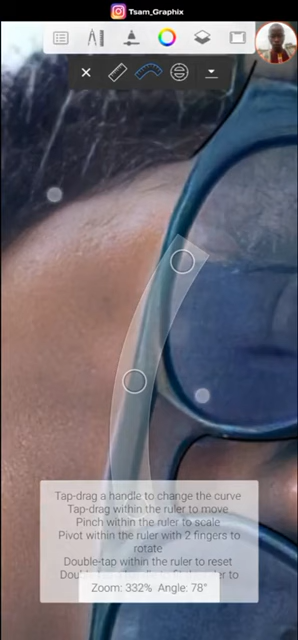 Tsam_Graphix
Tap-drag a handle to change the curve
Tap-drag within the ruler to move
Pinch within the ruler to scale
Pivot within the ruler with 2 fingers to
rotate
Double-tap within the ruler to reset
to
Zoom: 332% Angle: 78°